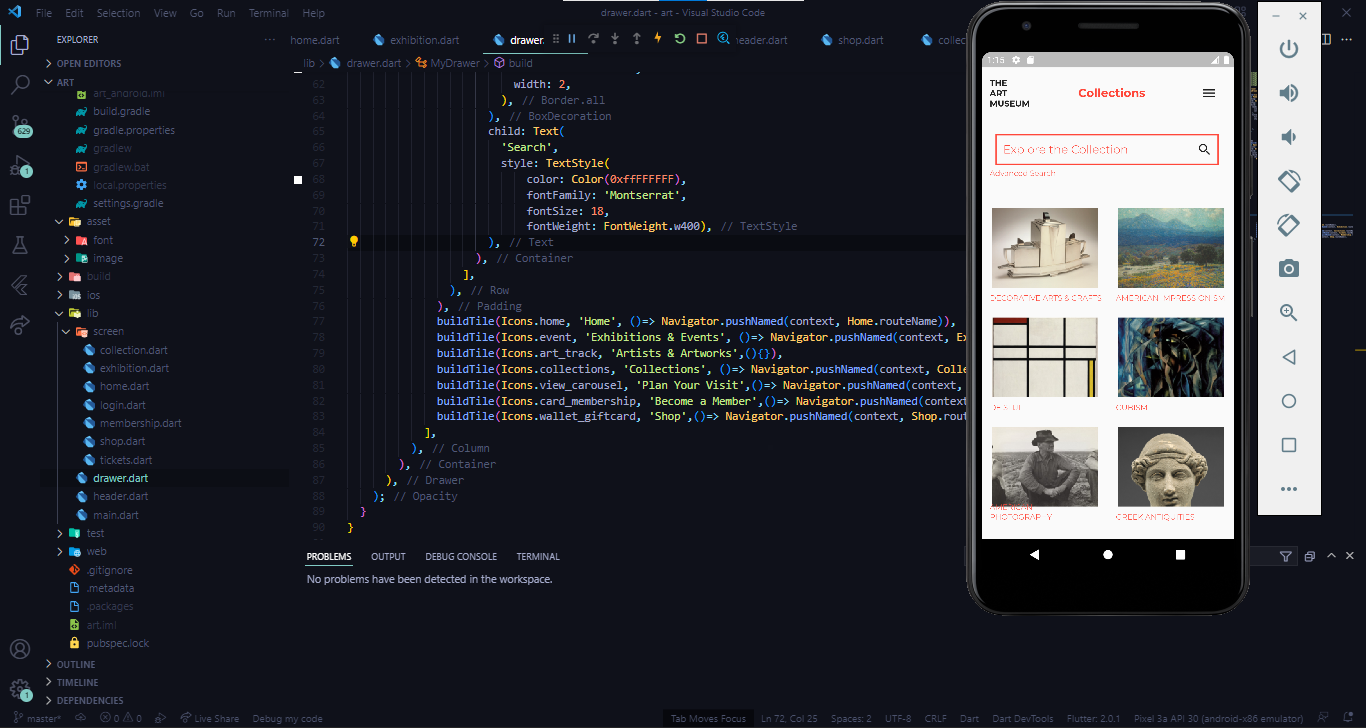 File Edit Selection View Go Run Terminal Help
drawer.dart - art - Visual Studio Code
EXPLORER
OPEN EDITORS
ART
art_android.iml
build.gradle
gradle.properties
gradlew
gradlew.bat
local.properties
settings.gradle
asset
font
image
build
ios
lib
screen
collection.dart
exhibition.dart
home.dart
login.dart
membership.dart
shop.dart
tickets.dart
drawer.dart
header.dart
main.dart
test
web
.gitignore
.metadata
.packages
art.iml
pubspec.lock
OUTLINE
TIMELINE
DEPENDENCIES
629
1
1
home.dart exhibition.dart drawer. header.dart shop.dart collec
lib > drawer.dart > MyDrawer > build
62 width: 2,
63 ), // Border.all
64 ), // BoxDecoration
65 child: Text(
66 'Search',
67 style: TextStyle(
68 color: Color(0xffFFFFFF),
69 fontFamily: 'Montserrat',
70 fontSize: 18,
71 fontWeight: FontWeight.w400), // TextStyle
72 ), // Text
73 ), // Container
74 ],
75 ), // Row
76 ), // Padding
77 buildTile(Icons.home, 'Home', ()=> Navigator.pushNamed(context, Home.routeName)),
78 buildTile(Icons.event, 'Exhibitions & Events', ()=> Navigator.pushNamed(context, Ex
79 buildTile(Icons.art_track, 'Artists & Artworks',(){}),
80 buildTile(Icons.collections, 'Collections', ()=> Navigator.pushNamed(context, Colle
81 buildTile(Icons.view_carousel, 'Plan Your Visit',()=> Navigator.pushNamed(context,
82 buildTile(Icons.card_membership, 'Become a Member',()=> Navigator.pushNamed(context
83 buildTile(Icons.wallet_giftcard, 'Shop',()=> Navigator.pushNamed(context, Shop.rout
84 ],
85 ), // Column
86 ), // Container
87 ), // Drawer
88 ); // Opacity
89 }
90 }
PROBLEMS OUTPUT DEBUG CONSOLE TERMINAL
No problems have been detected in the workspace.
1:15
THE
ART
MUSEUM
Collections
Explore the Collection
Advanced Search
DECORATIVE ARTS & CRAFTS
AMERICAN IMPRESSIONISM
CUBISM
AMERICAN
PHOTOGRAPHY
GREEK ANTIQUITIES
master* 0 0 Live Share Debug my code
Tab Moves Focus Ln 72, Col 25 Spaces: 2 UTF-8 CRLF Dart Dart DevTools Flutter: 2.0.1 Pixel 3a API 30 (android-x86 emulator)